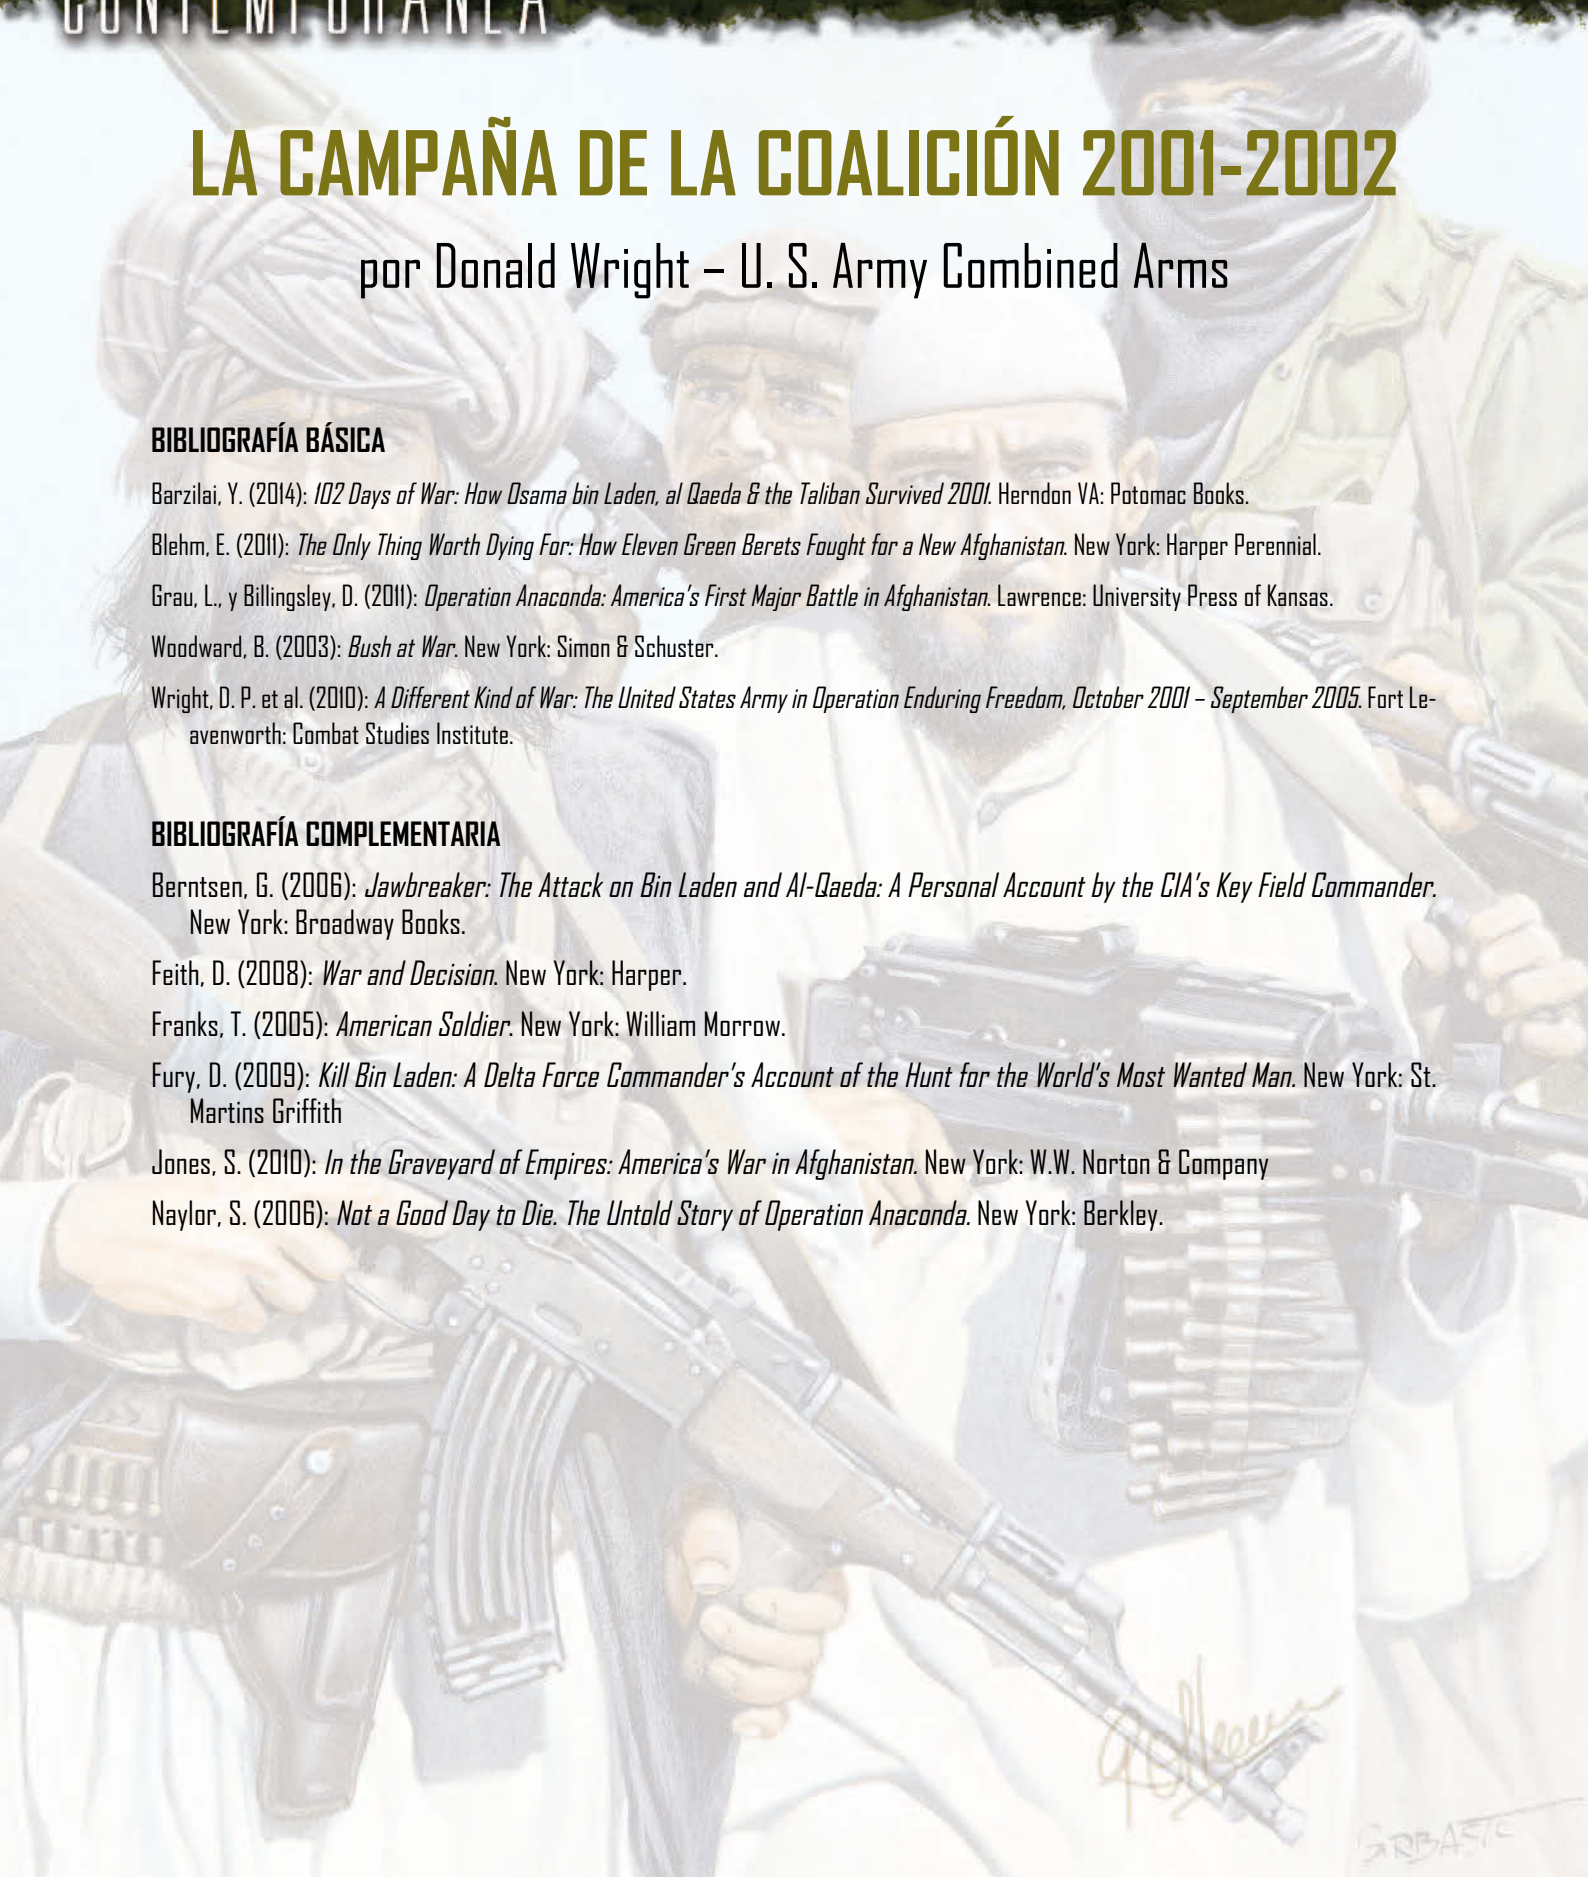 CONTEMPORÁNEA
LA CAMPAÑA DE LA COALICIÓN 2001-2002
por Donald Wright – U. S. Army Combined Arms
BIBLIOGRAFÍA BÁSICA
Barzilai, Y. (2014): 102 Days of War: How Osama bin Laden, al Qaeda & the Taliban Survived 2001. Herndon VA: Potomac Books.
Blehm, E. (2011): The Only Thing Worth Dying For: How Eleven Green Berets Fought for a New Afghanistan. New York: Harper Perennial.
Grau, L., y Billingsley, D. (2011): Operation Anaconda: America's First Major Battle in Afghanistan. Lawrence: University Press of Kansas.
Woodward, B. (2003): Bush at War. New York: Simon & Schuster.
Wright, D. P. et al. (2010): A Different Kind of War: The United States Army in Operation Enduring Freedom, October 2001 – September 2005. Fort Le-
avenworth: Combat Studies Institute.
BIBLIOGRAFÍA COMPLEMENTARIA
Berntsen, G. (2006): Jawbreaker: The Attack on Bin Laden and Al-Qaeda: A Personal Account by the CIA's Key Field Commander.
New York: Broadway Books.
Feith, D. (2008): War and Decision. New York: Harper.
Franks, T. (2005): American Soldier. New York: William Morrow.
Fury, D. (2009): Kill Bin Laden: A Delta Force Commander's Account of the Hunt for the World's Most Wanted Man. New York: St.
Martins Griffith
Jones, S. (2010): In the Graveyard of Empires: America's War in Afghanistan. New York: W.W. Norton & Company
Naylor, S. (2006): Not a Good Day to Die. The Untold Story of Operation Anaconda. New York: Berkley.